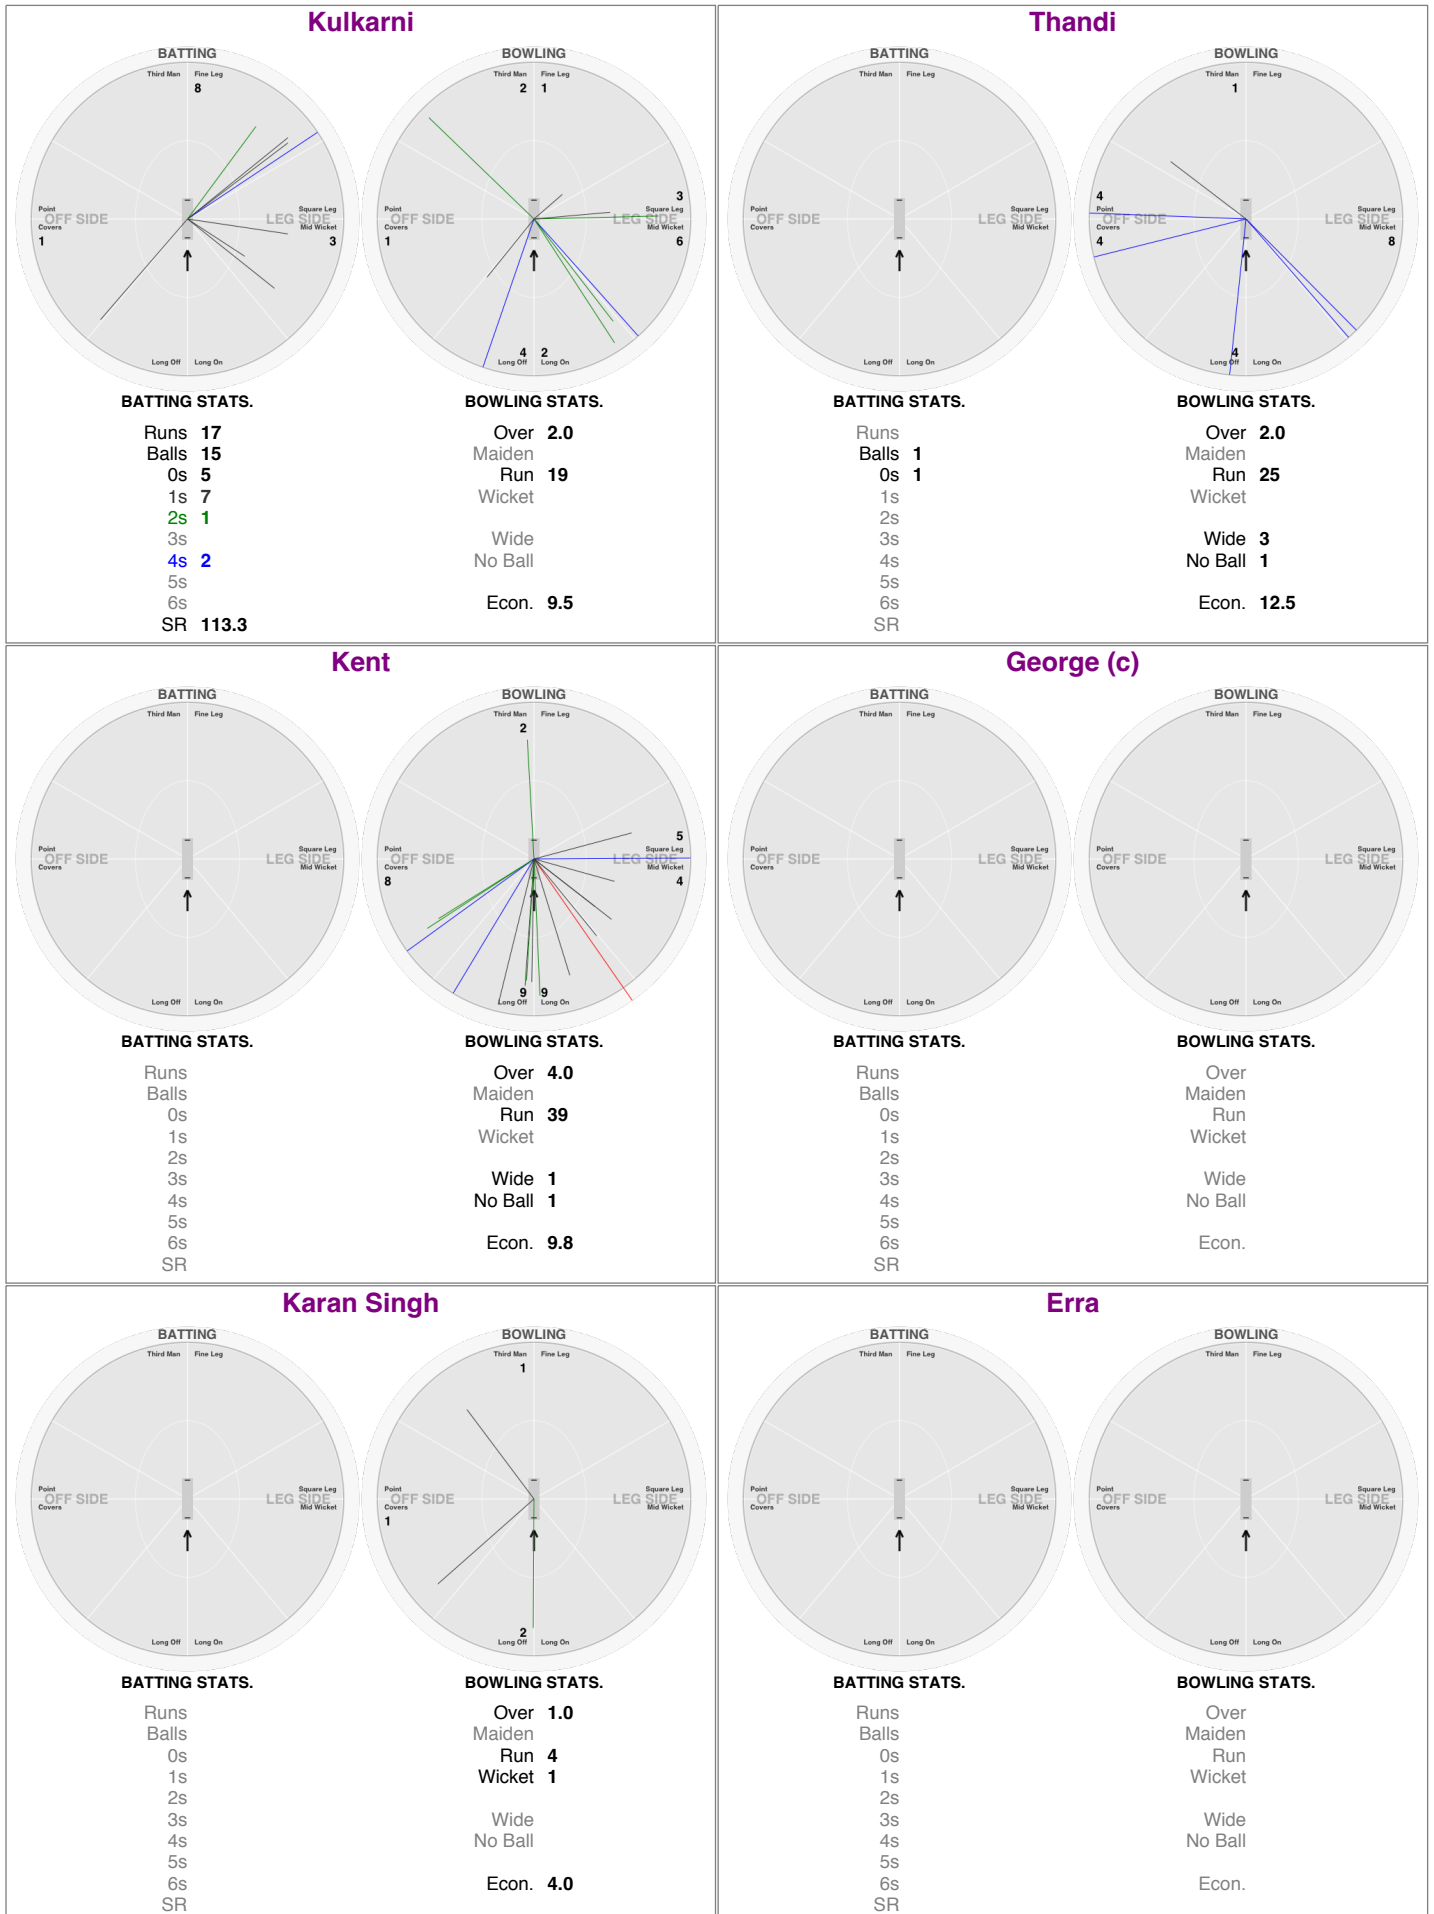 Kulkarni
BATTING BOWLING
Third Man Fine Leg Third Man Fine Leg
8 2 1
Point Square Leg Point Square Leg 3
OFF SIDE LEG SIDE OFF SIDE LEG SIDE
Covers Mid Wicket Covers Mid Wicket
1 3 1 6
4 2
Long Off Long On Long Off Long On
BATTING STATS. BOWLING STATS.
Runs 17 Over 2.0
Balls 15 Maiden
0s 5 Run 19
1s 7 Wicket
2s 1
3s Wide
4s 2 No Ball
5s
6s Econ. 9.5
SR 113.3
Thandi
BATTING BOWLING
Third Man Fine Leg Third Man Fine Leg
1
4
Point Square Leg Point Square Leg
OFF SIDE LEG SIDE OFF SIDE LEG SIDE
Covers Mid Wicket Covers Mid Wicket
4 8
4
Long Off Long On Long Off Long On
BATTING STATS. BOWLING STATS.
Runs Over 2.0
Balls 1 Maiden
0s 1 Run 25
1s Wicket
2s
3s Wide 3
4s No Ball 1
5s
6s Econ. 12.5
SR
Kent
BATTING BOWLING
Third Man Fine Leg Third Man Fine Leg
2
5
Point Square Leg Point Square Leg
OFF SIDE LEG SIDE OFF SIDE LEG SIDE
Covers Mid Wicket Covers Mid Wicket
8 4
9 9
Long Off Long On Long Off Long On
BATTING STATS. BOWLING STATS.
Runs Over 4.0
Balls Maiden
0s Run 39
1s Wicket
2s
3s Wide 1
4s No Ball 1
5s
6s Econ. 9.8
SR
George (c)
BATTING BOWLING
Third Man Fine Leg Third Man Fine Leg
Point Square Leg Point Square Leg
OFF SIDE LEG SIDE OFF SIDE LEG SIDE
Covers Mid Wicket Covers Mid Wicket
Long Off Long On Long Off Long On
BATTING STATS. BOWLING STATS.
Runs Over
Balls Maiden
0s Run
1s Wicket
2s
3s Wide
4s No Ball
5s
6s Econ.
SR
Karan Singh
BATTING BOWLING
Third Man Fine Leg Third Man Fine Leg
1
Point Square Leg Point Square Leg
OFF SIDE LEG SIDE OFF SIDE LEG SIDE
Covers Mid Wicket Covers Mid Wicket
1
2
Long Off Long On Long Off Long On
BATTING STATS. BOWLING STATS.
Runs Over 1.0
Balls Maiden
0s Run 4
1s Wicket 1
2s
3s Wide
4s No Ball
5s
6s Econ. 4.0
SR
Erra
BATTING BOWLING
Third Man Fine Leg Third Man Fine Leg
Point Square Leg Point Square Leg
OFF SIDE LEG SIDE OFF SIDE LEG SIDE
Covers Mid Wicket Covers Mid Wicket
Long Off Long On Long Off Long On
BATTING STATS. BOWLING STATS.
Runs Over
Balls Maiden
0s Run
1s Wicket
2s
3s Wide
4s No Ball
5s
6s Econ.
SR